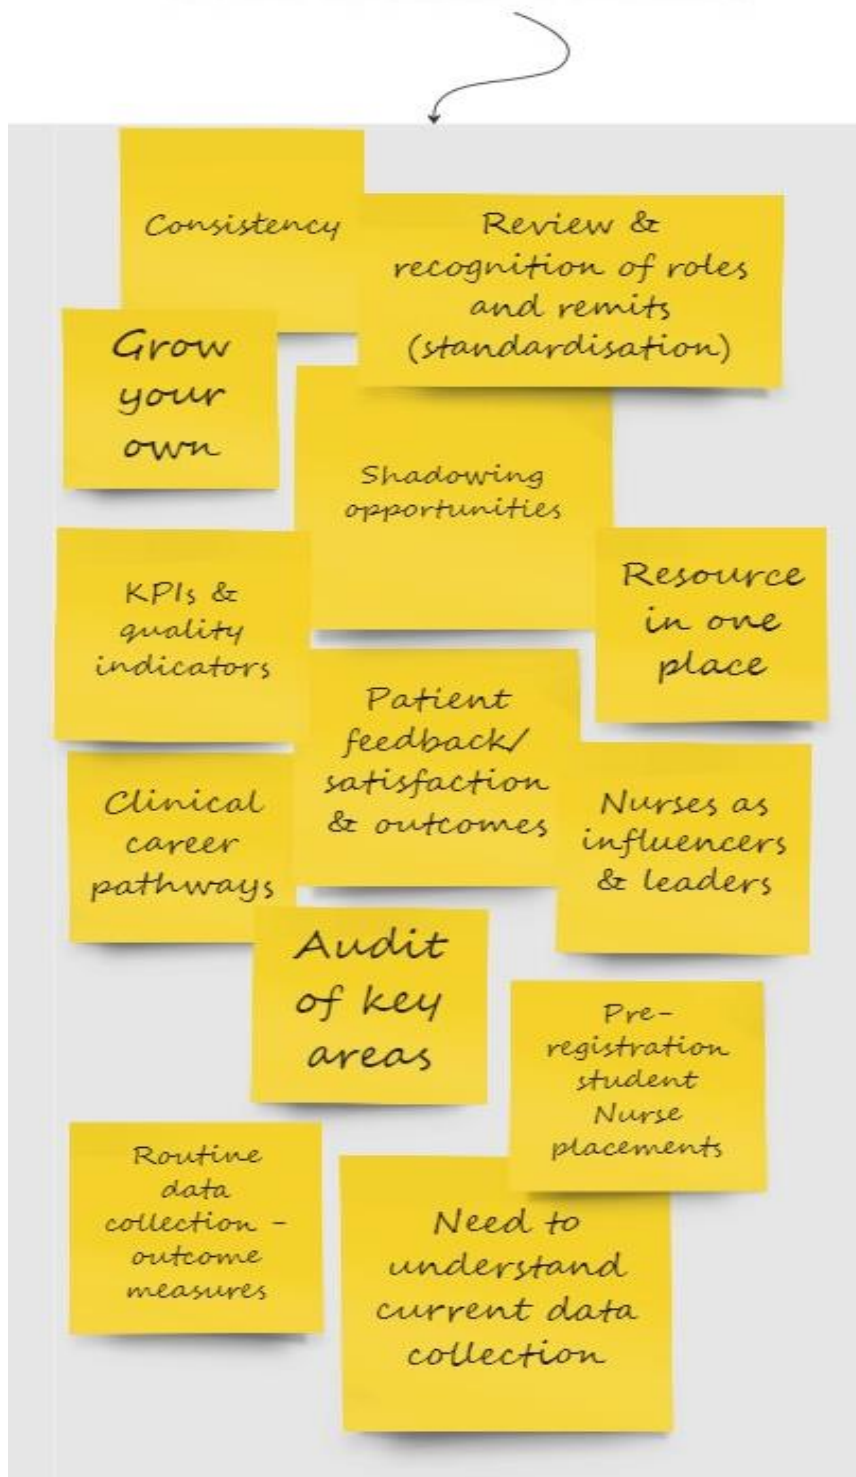 Consistency
Review &
recognition of roles
and remits
(standardisation)
Grow
your
own
Shadowing
opportunities
KPIs &
quality
indicators
Resource
in one
place
Patient
feedback/
satisfaction
& outcomes
Clinical
career
pathways
Nurses as
influencers
& leaders
Audit
of key
areas
Pre-
registration
student
Nurse
placements
Routine
data
collection -
outcome
measures
Need to
understand
current data
collection